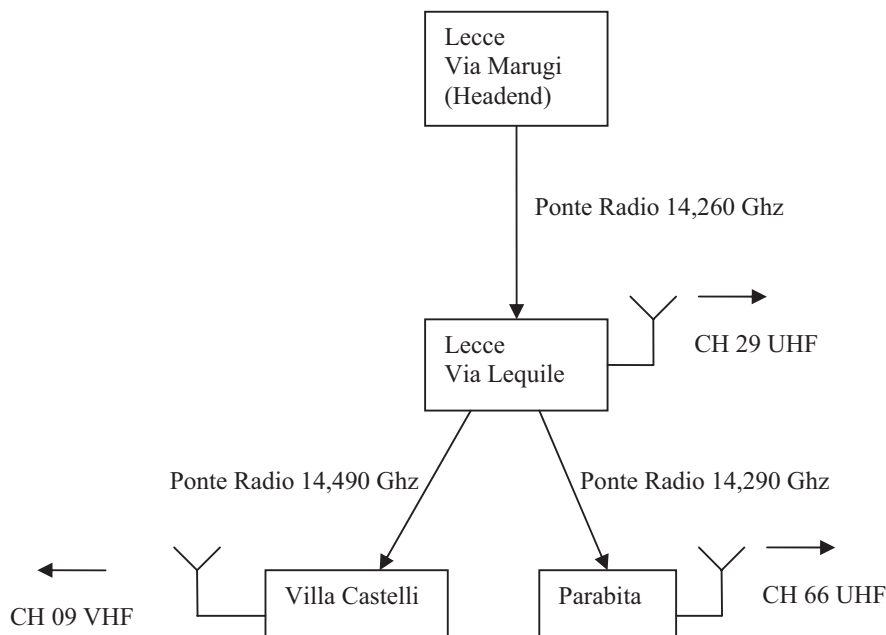 Lecce
Via Marugi
(Headend)
Ponte Radio 14,260 Ghz
Lecce
Via Lequile
CH 29 UHF
Ponte Radio 14,490 Ghz
Ponte Radio 14,290 Ghz
Villa Castelli
Parabita
CH 09 VHF
CH 66 UHF